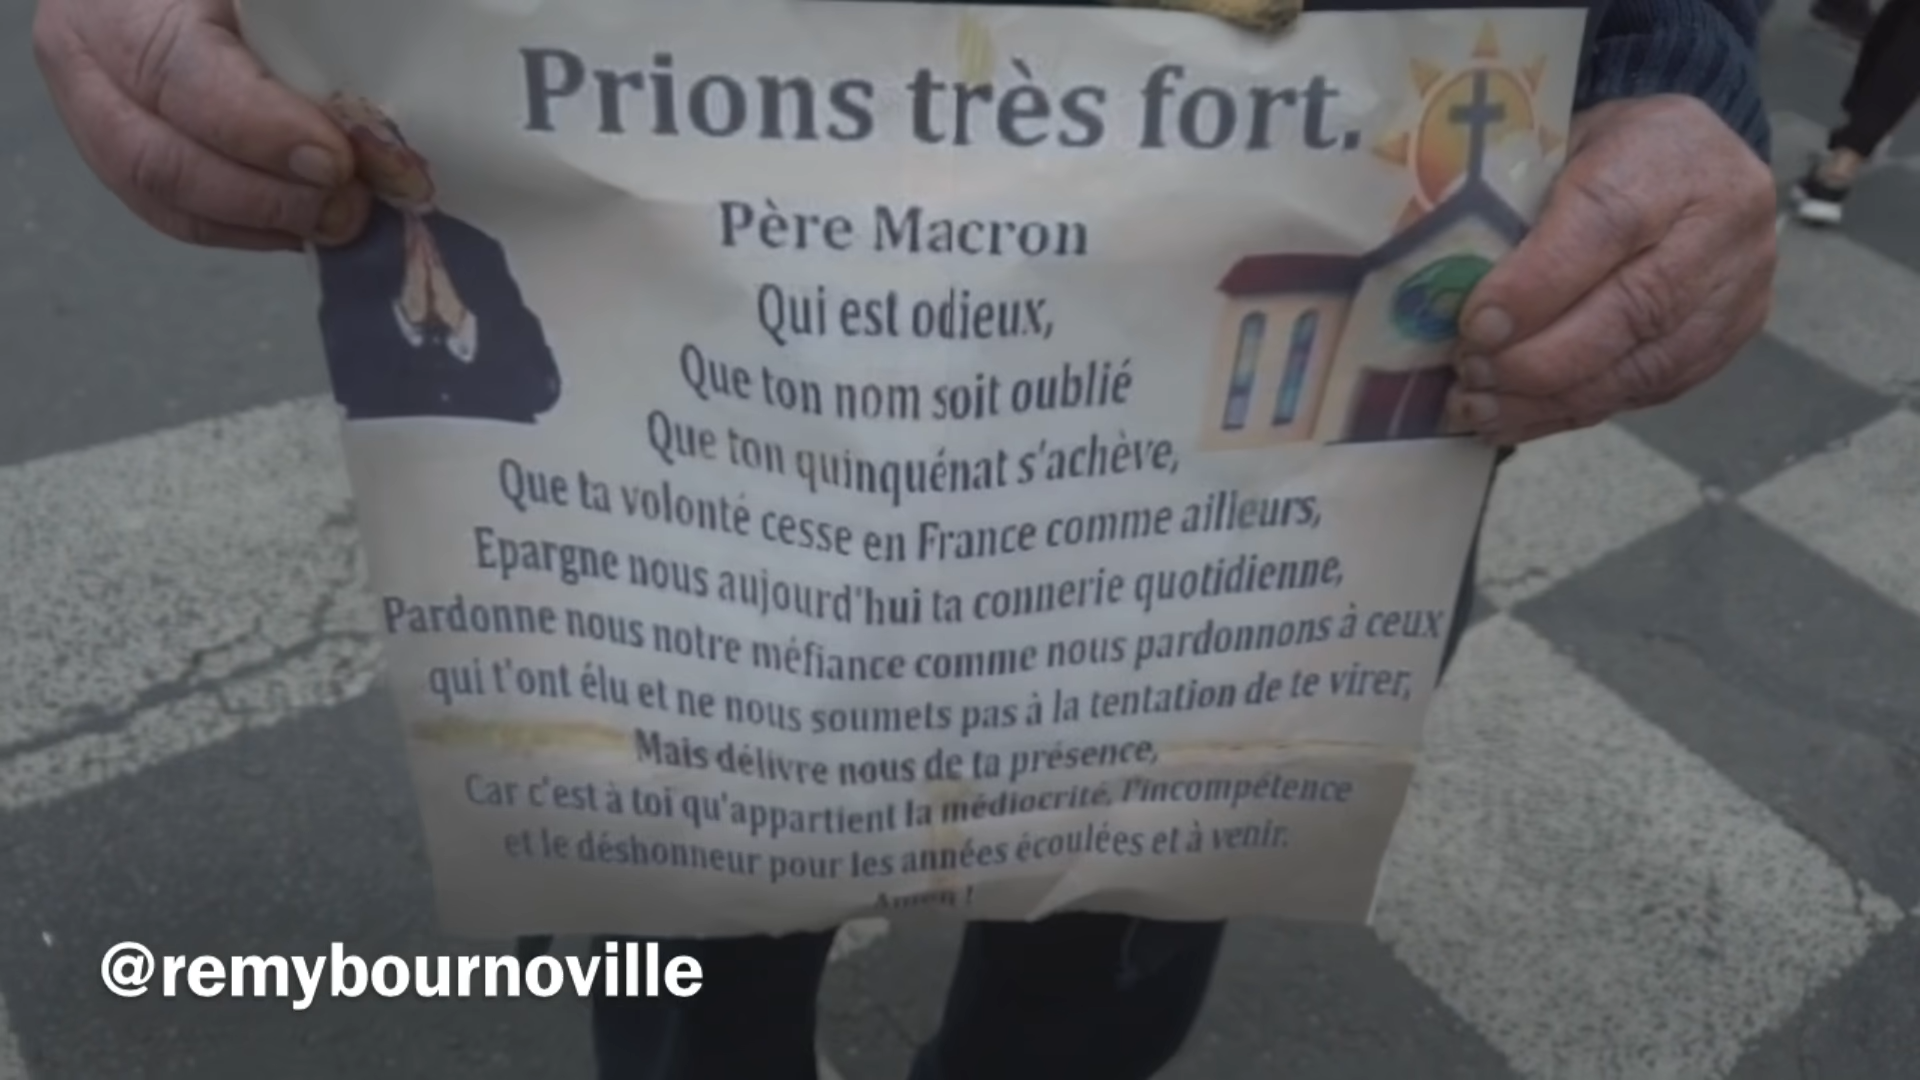 Prions très fort.
Père Macron
Qui est odieux,
Que ton nom soit oublié
Que ton quinquénat s'achève,
Que ta volonté cesse en France comme ailleurs,
Epargne nous aujourd'hui ta connerie quotidienne,
Pardonne nous notre méfiance comme nous pardonnons à ceux
qui t'ont élu et ne nous soumets pas à la tentation de te virer,
Mais délivre nous de ta présence,
Car c'est à toi qu'appartient la médiocrité, l'incompétence
et le déshonneur pour les années écoulées et à venir.
Amen !
@remybournoville